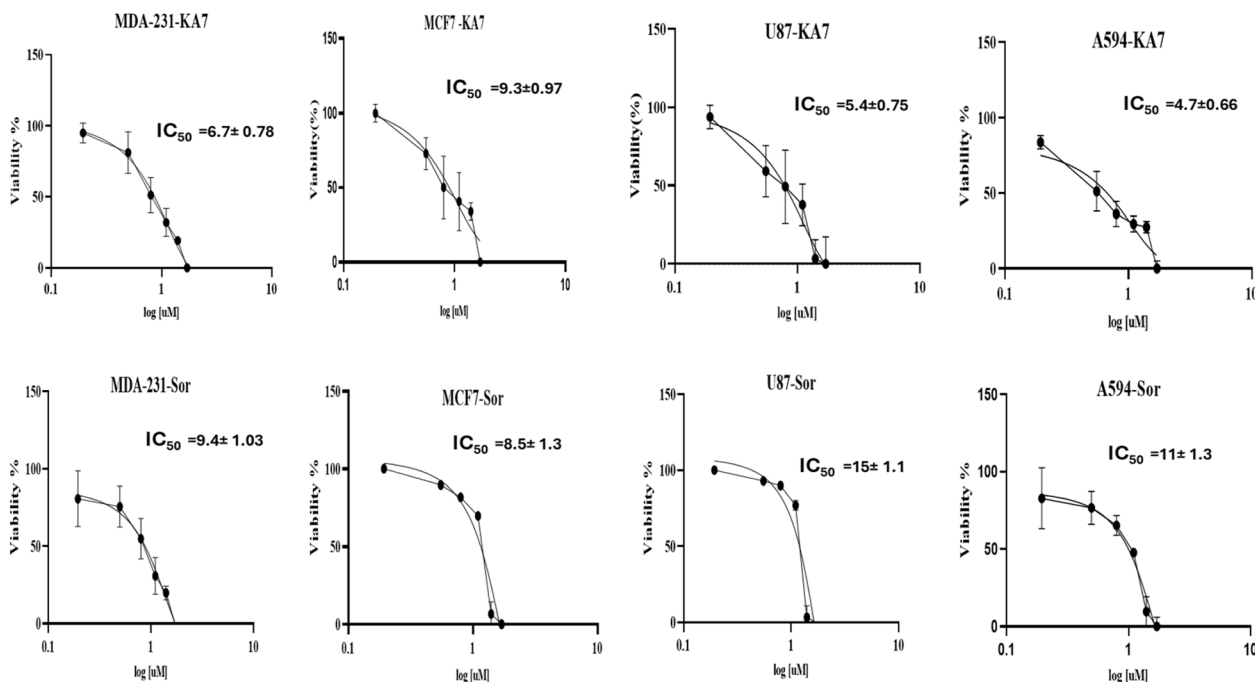 MDA-231-KA7
150
100
50
0
0.1
1
10
Viability %
log [uM]
IC50 =6.7± 0.78
MCF7 -KA7
150
100
50
0
0.1
1
10
Viability(%)
log [uM]
IC50 =9.3±0.97
U87-KA7
150
100
50
0
0.1
1
10
Viability(%)
log [uM]
IC50 =5.4±0.75
A594-KA7
150
100
50
0
0.1
1
10
Viability %
log [uM]
IC50 =4.7±0.66
MDA-231-Sor
150
100
50
0
0.1
1
10
Viability %
log [uM]
IC50 =9.4± 1.03
MCF7-Sor
150
100
50
0
0.1
1
10
Viability %
log [uM]
IC50 =8.5± 1.3
U87-Sor
150
100
50
0
0.1
1
10
Viability %
log [uM]
IC50 =15± 1.1
A594-Sor
150
100
50
0
0.1
1
10
Viability %
log [uM]
IC50 =11± 1.3